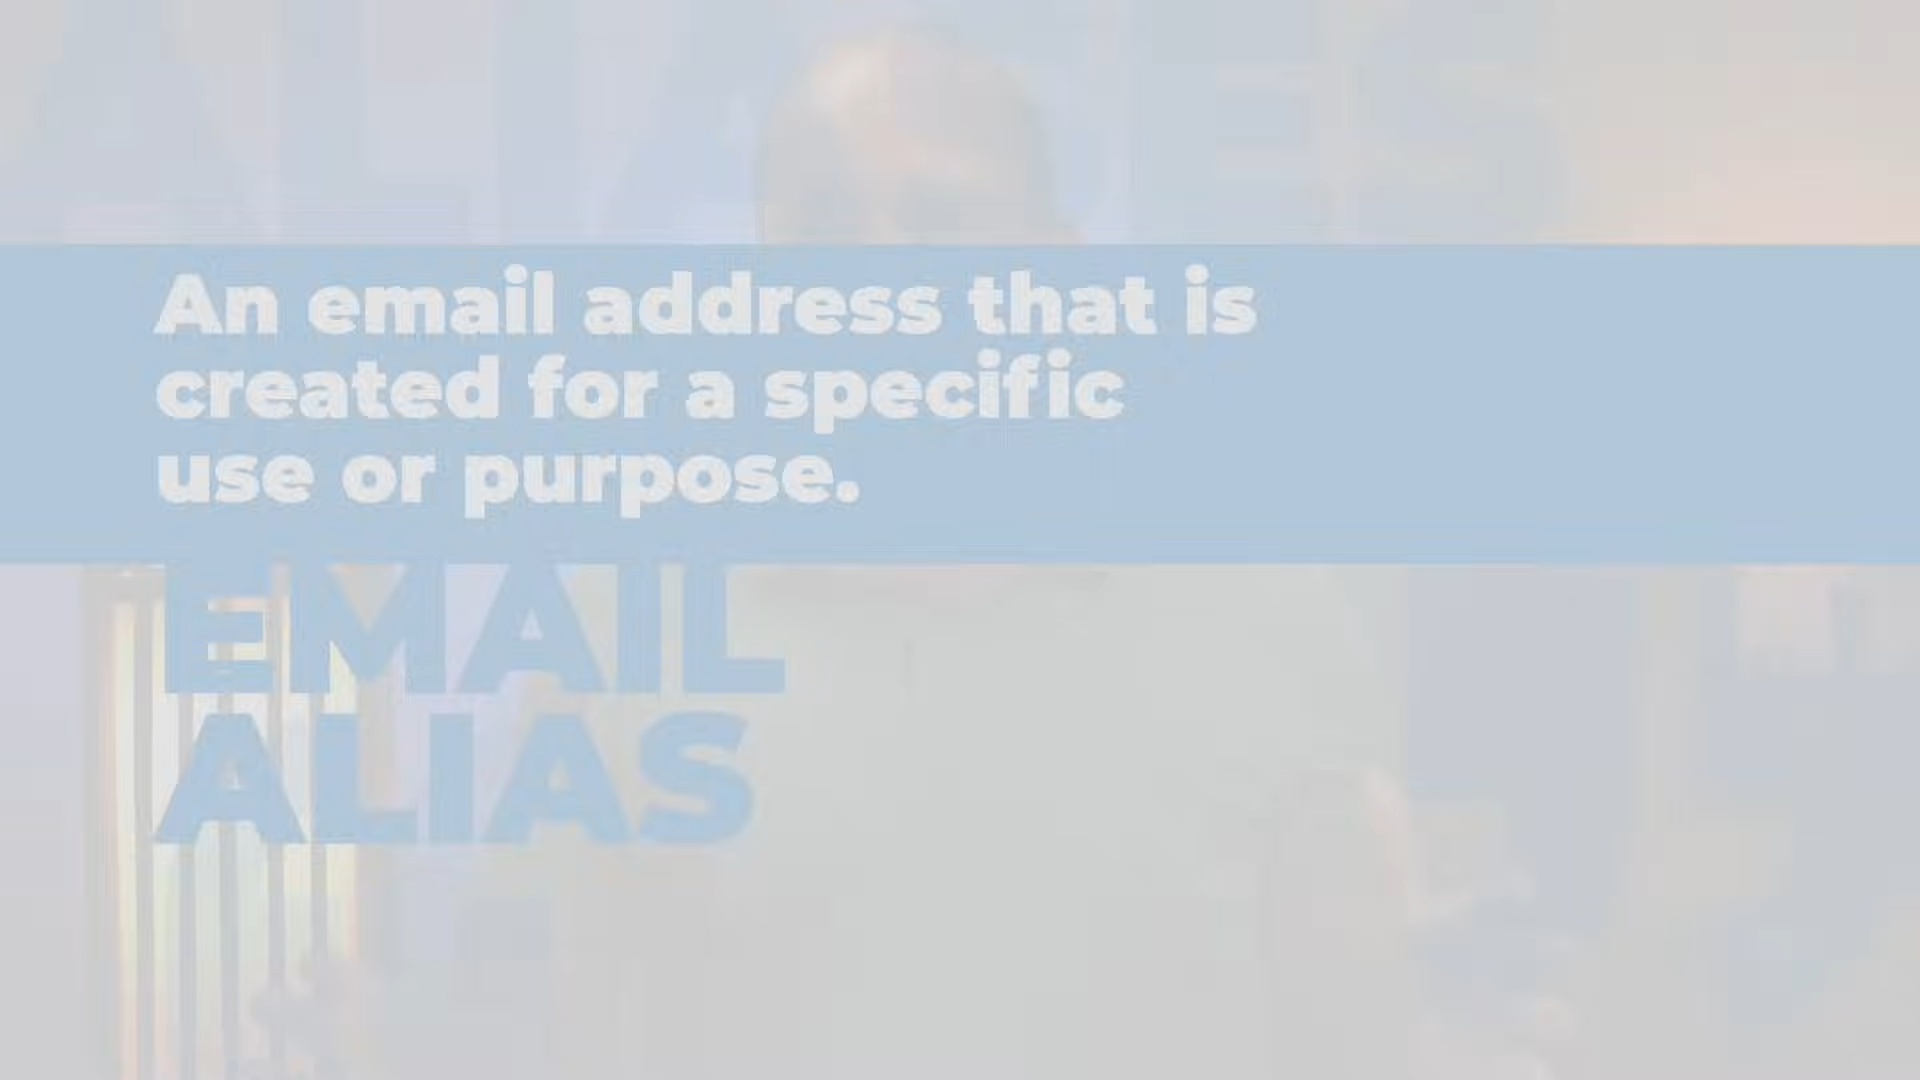 An email address that is
created for a specific
use or purpose.
EMAIL
ALIAS